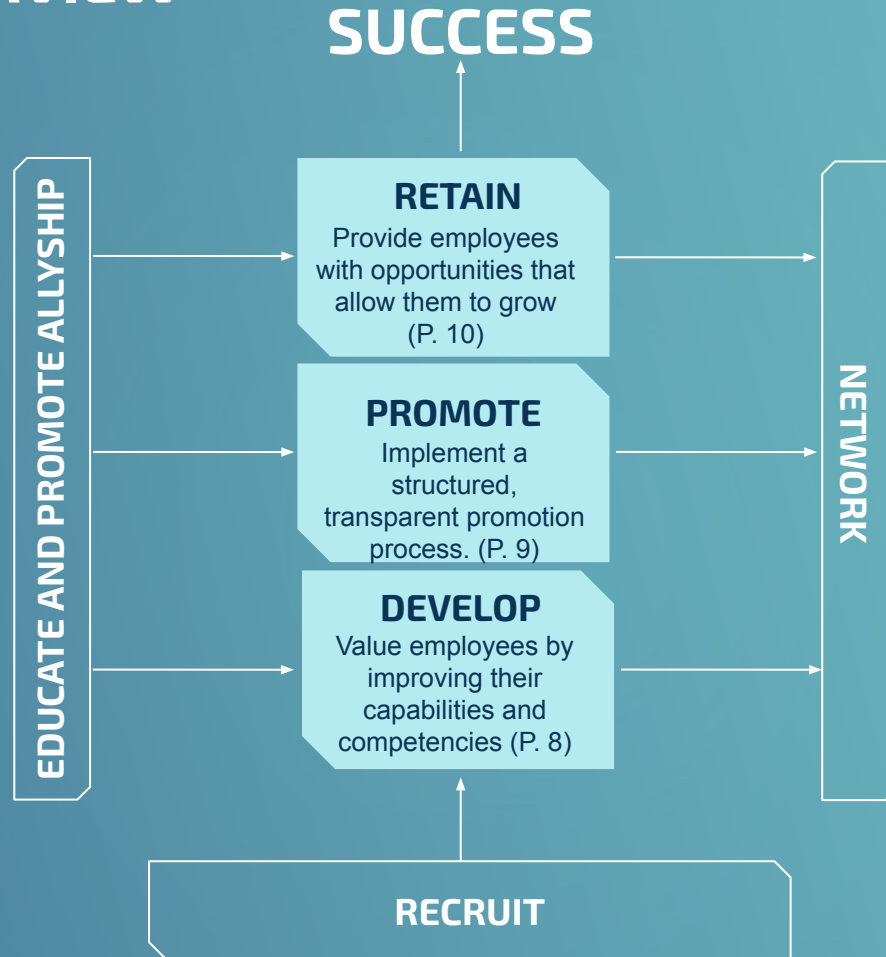 SUCCESS
EDUCATE AND PROMOTE ALLYSHIP
RETAIN
Provide employees
with opportunities that
allow them to grow
(P. 10)
PROMOTE
Implement a
structured,
transparent promotion
process. (P. 9)
DEVELOP
Value employees by
improving their
capabilities and
competencies (P. 8)
NETWORK
RECRUIT